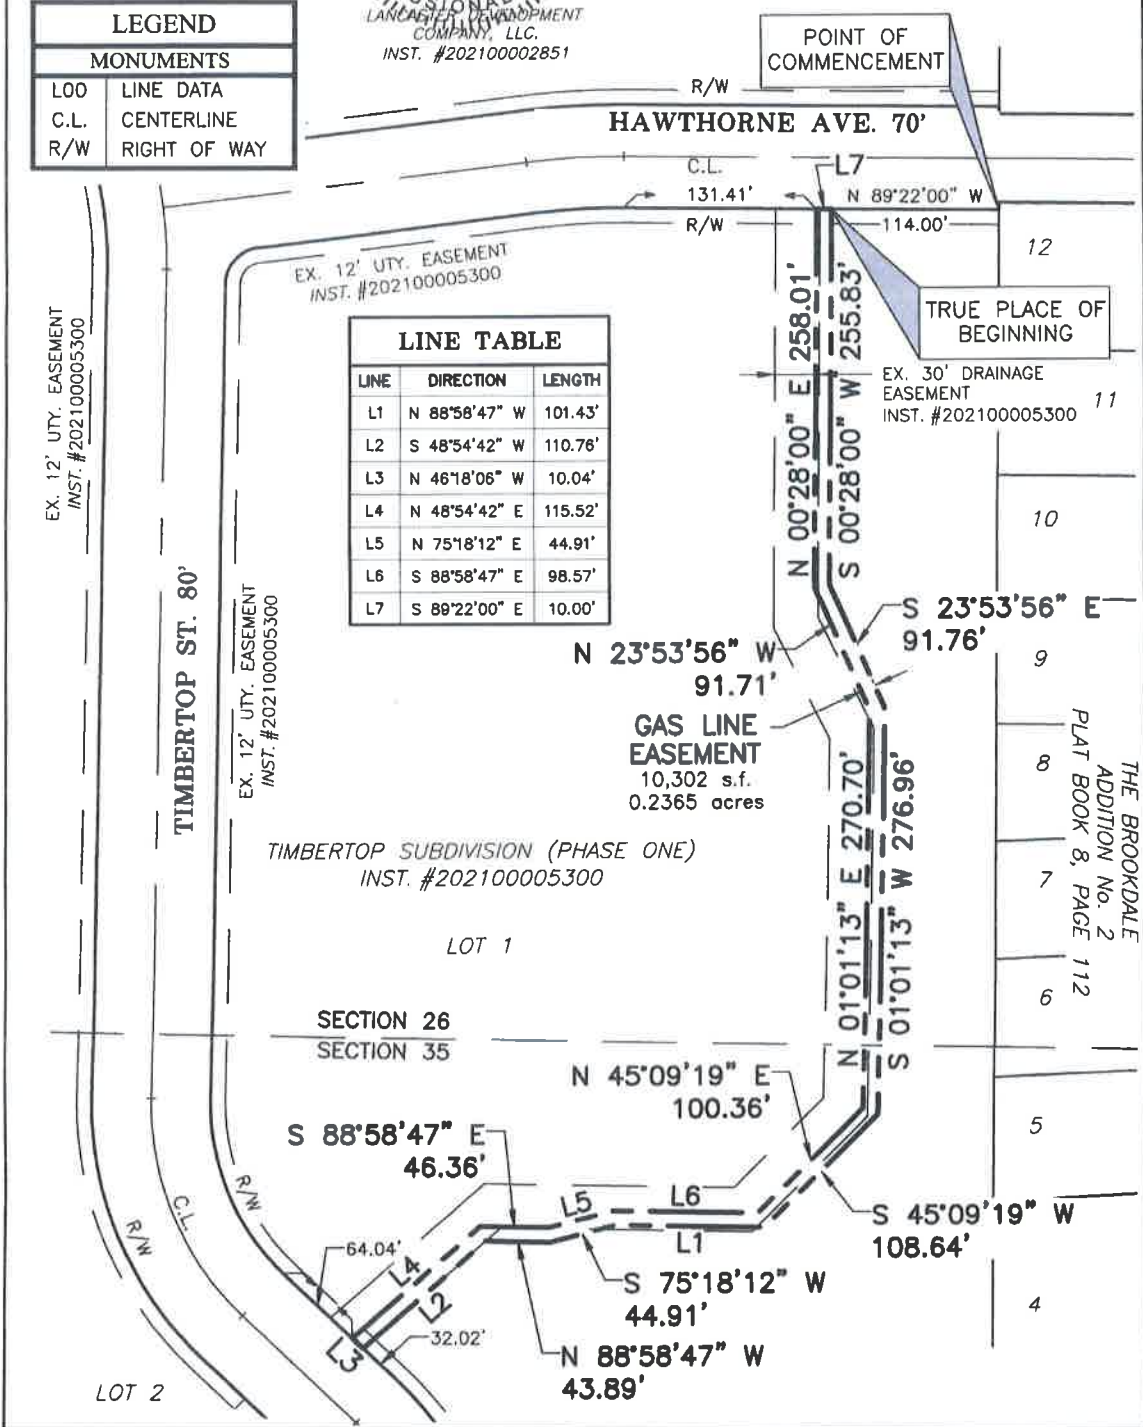 LEGEND
MONUMENTS
L00 LINE DATA
C.L. CENTERLINE
R/W RIGHT OF WAY
LANCASTER DEVELOPMENT
COMPANY, LLC.
INST. #202100002851
POINT OF
COMMENCEMENT
R/W
HAWTHORNE AVE. 70'
C.L.
L7
131.41'
N 89°22'00" W
R/W
114.00'
12
EX. 12' UTY. EASEMENT
INST. #202100005300
TRUE PLACE OF
BEGINNING
N 00°28'00" E 258.01'
S 00°28'00" W 255.83'
EX. 30' DRAINAGE
EASEMENT
INST. #202100005300
11
LINE TABLE
LINE DIRECTION LENGTH
L1 N 88°58'47" W 101.43'
L2 S 48°54'42" W 110.76'
L3 N 46°18'06" W 10.04'
L4 N 48°54'42" E 115.52'
L5 N 75°18'12" E 44.91'
L6 S 88°58'47" E 98.57'
L7 S 89°22'00" E 10.00'
EX. 12' UTY. EASEMENT
INST. #202100005300
10
TIMBERTOP ST. 80'
EX. 12' UTY. EASEMENT
INST. #202100005300
S 23°53'56" E
91.76'
N 23°53'56" W
91.71'
9
GAS LINE
EASEMENT
10,302 s.f.
0.2365 acres
8
THE BROOKDALE
ADDITION No. 2
PLAT BOOK 8, PAGE 112
N 01°01'13" E 270.70'
S 01°01'13" W 276.96'
TIMBERTOP SUBDIVISION (PHASE ONE)
INST. #202100005300
7
LOT 1
6
SECTION 26
SECTION 35
N 45°09'19" E
100.36'
5
S 88°58'47" E
46.36'
R/W
C.L.
R/W
L5
L6
L1
S 45°09'19" W
108.64'
64.04'
L4
L2
S 75°18'12" W
44.91'
4
32.02'
L3
N 88°58'47" W
43.89'
LOT 2